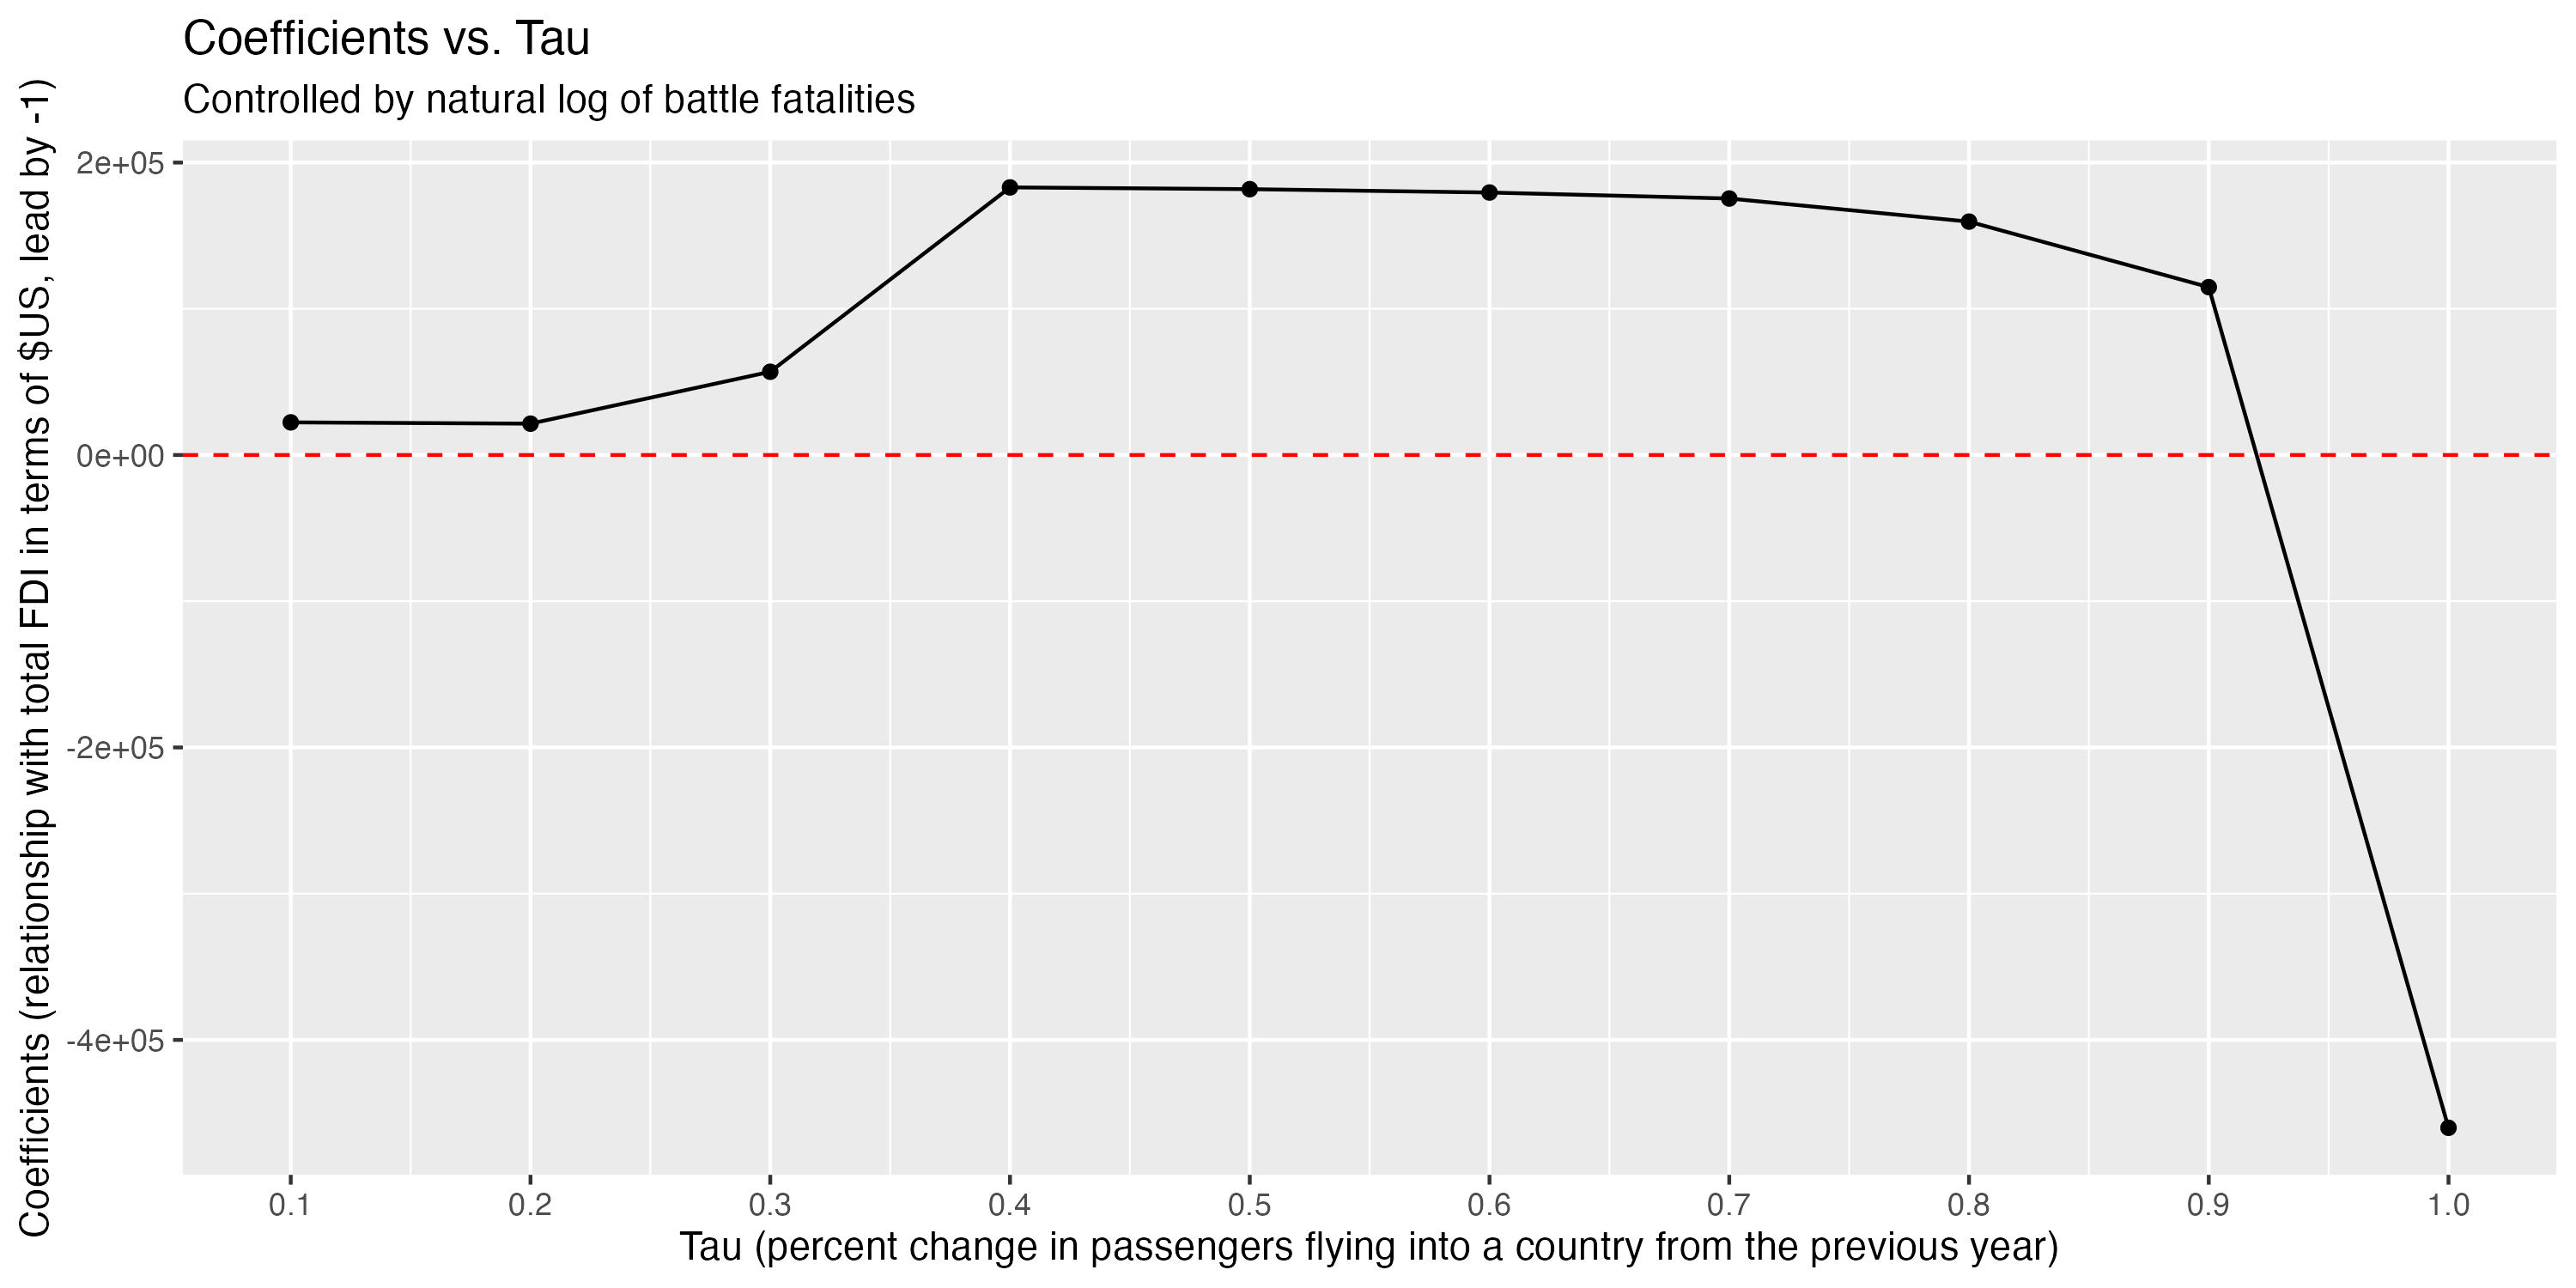 Coefficients vs. Tau
Controlled by natural log of battle fatalities
Coefficients (relationship with total FDI in terms of $US, lead by -1)
2e+05
0e+00
-2e+05
-4e+05
0.1
0.2
0.3
0.4
0.5
0.6
0.7
0.8
0.9
1.0
Tau (percent change in passengers flying into a country from the previous year)